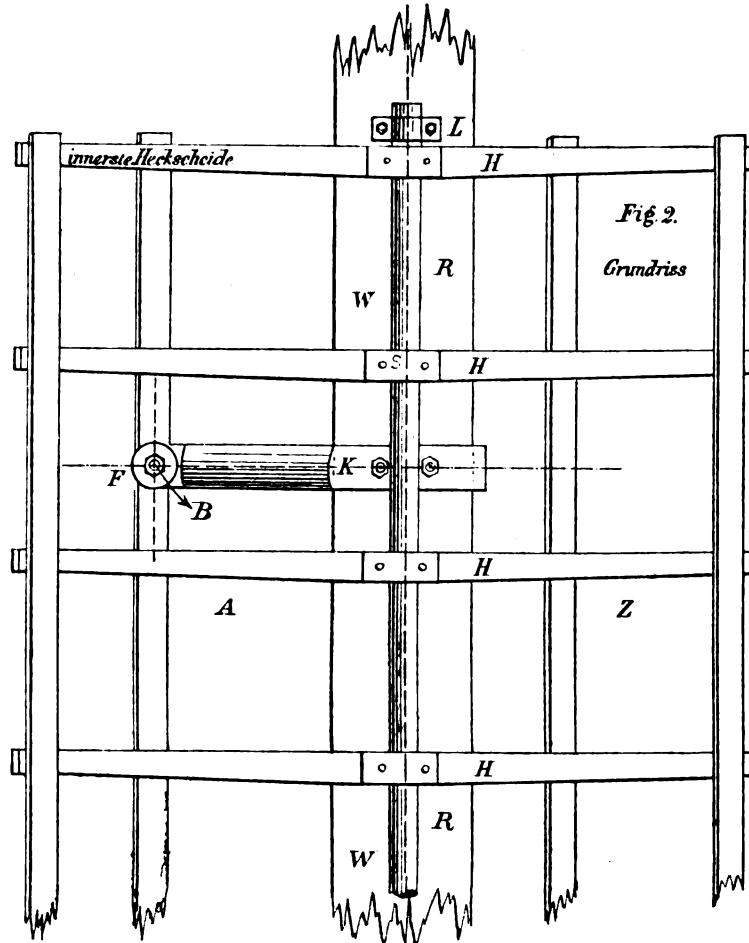 L
innerste Heckscheide
H
Fig. 2.
R
Grundriss
W
S
H
K
F
B
H
A
Z
H
R
W